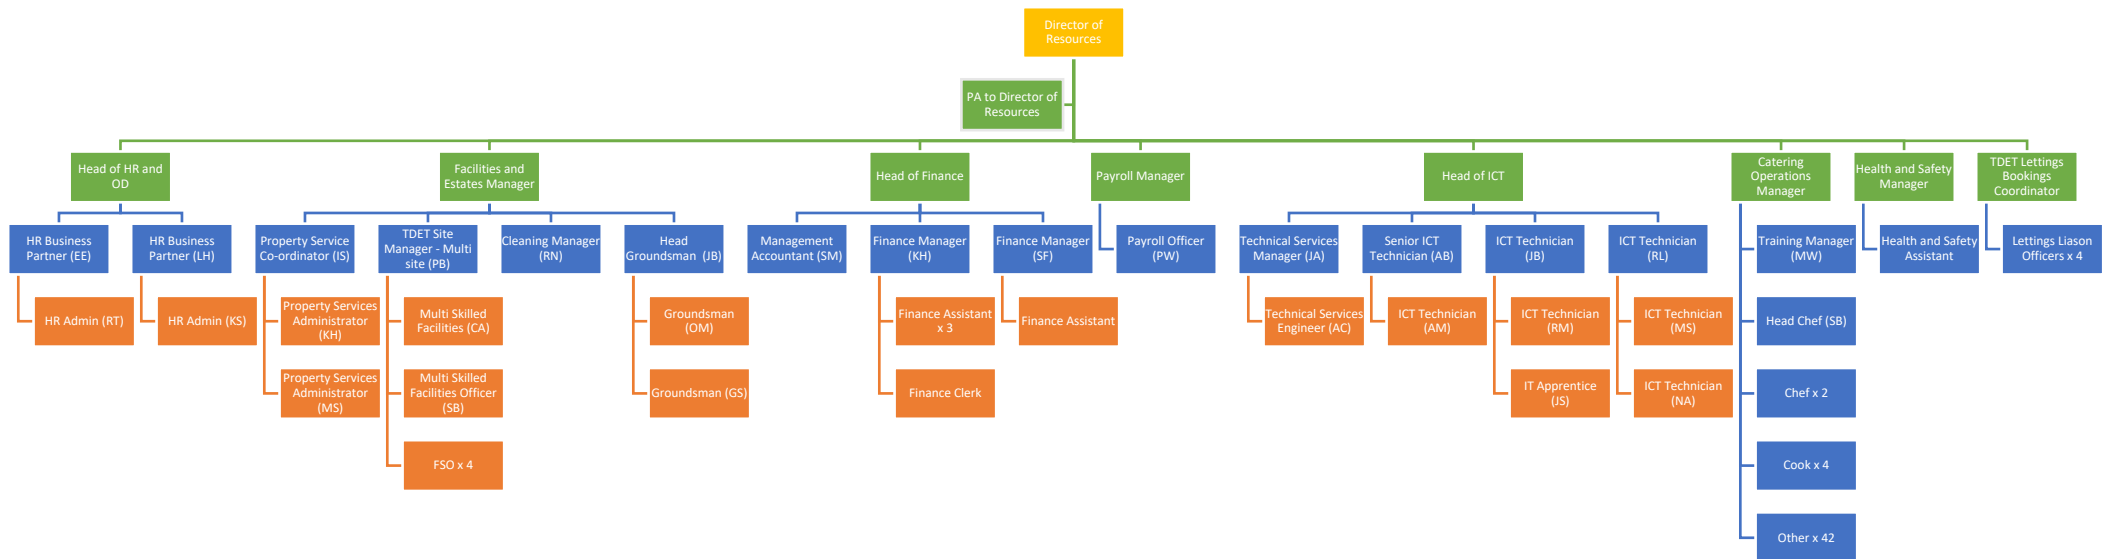 Director of
Resources
PA to Director of
Resources
Head of HR and
OD
Facilities and
Estates Manager
Head of Finance
Payroll Manager
Head of ICT
Catering
Operations
Manager
Health and Safety
Manager
TDET Lettings
Bookings
Coordinator
HR Business
Partner (EE)
HR Business
Partner (LH)
Property Service
Co-ordinator (IS)
TDET Site
Manager - Multi
site (PB)
Cleaning Manager
(RN)
Head
Groundsman (JB)
Management
Accountant (SM)
Finance Manager
(KH)
Finance Manager
(SF)
Payroll Officer
(PW)
Technical Services
Manager (JA)
Senior ICT
Technician (AB)
ICT Technician
(JB)
ICT Technician
(RL)
Training Manager
(MW)
Health and Safety
Assistant
Lettings Liason
Officers x 4
HR Admin (RT)
HR Admin (KS)
Property Services
Administrator
(KH)
Multi Skilled
Facilities (CA)
Groundsman
(OM)
Finance Assistant
x 3
Finance Assistant
Technical Services
Engineer (AC)
ICT Technician
(AM)
ICT Technician
(RM)
ICT Technician
(MS)
Head Chef (SB)
Property Services
Administrator
(MS)
Multi Skilled
Facilities Officer
(SB)
Groundsman (GS)
Finance Clerk
IT Apprentice
(JS)
ICT Technician
(NA)
Chef x 2
FSO x 4
Cook x 4
Other x 42